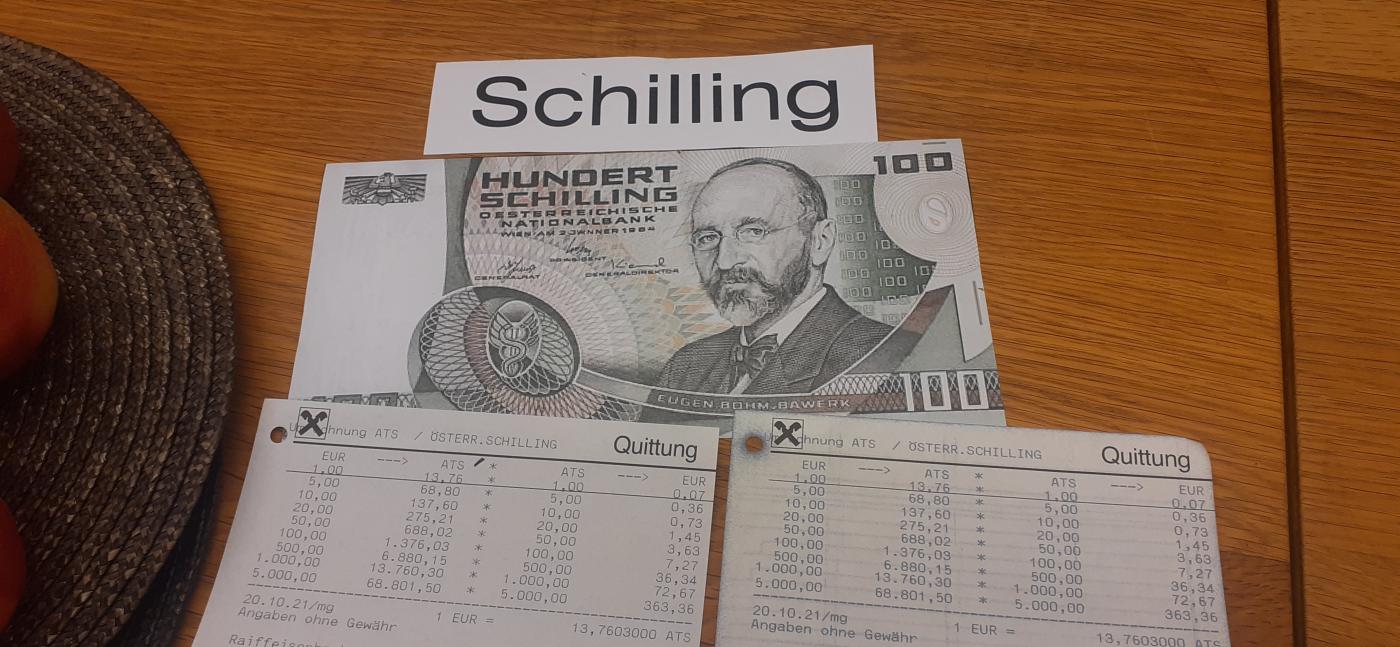 Schilling
100
HUNDERT
SCHILLING
OESTERREICHISCHE
NATIONALBANK
WIEN, AM 2. JÄNNER 1984
PRÄSIDENT
GENERALRAT GENERALDIREKTOR
EUGEN BÖHM-BAWERK
100
chnung ATS / ÖSTERR.SCHILLING Quittung
EUR ---> ATS * ATS ---> EUR
1,00 13,76 * 1,00 0,07
5,00 68,80 * 5,00 0,36
10,00 137,60 * 10,00 0,73
20,00 275,21 * 20,00 1,45
50,00 688,02 * 50,00 3,63
100,00 1.376,03 * 100,00 7,27
500,00 6.880,15 * 500,00 36,34
1.000,00 13.760,30 * 1.000,00 72,67
5.000,00 68.801,50 * 5.000,00 363,36
20.10.21/mg 1 EUR = 13,7603000 ATS
Angaben ohne Gewähr
chnung ATS / ÖSTERR.SCHILLING Quittung
EUR ---> ATS * ATS ---> EUR
1,00 13,76 * 1,00 0,07
5,00 68,80 * 5,00 0,36
10,00 137,60 * 10,00 0,73
20,00 275,21 * 20,00 1,45
50,00 688,02 * 50,00 3,63
100,00 1.376,03 * 100,00 7,27
500,00 6.880,15 * 500,00 36,34
1.000,00 13.760,30 * 1.000,00 72,67
5.000,00 68.801,50 * 5.000,00 363,36
20.10.21/mg 1 EUR = 13,7603000 ATS
Angaben ohne Gewähr